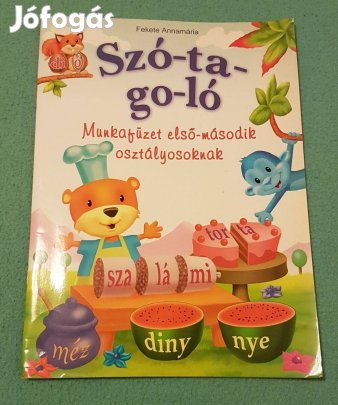 Jófogás
Fekete Annamária
di ó
Szó-ta-
go-ló
Munkafüzet első-második
osztályosoknak
tor ta
sza lá mi
méz
diny nye